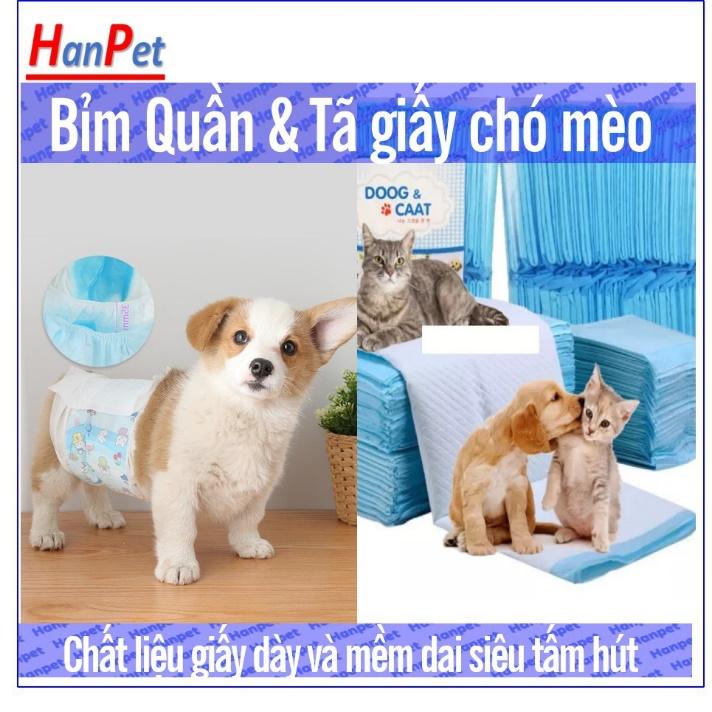 HanPet
Bỉm Quần & Tã giấy chó mèo
DOOG &
CAAT
32mm
Chất liệu giấy dày và mềm dai siêu tấm hút